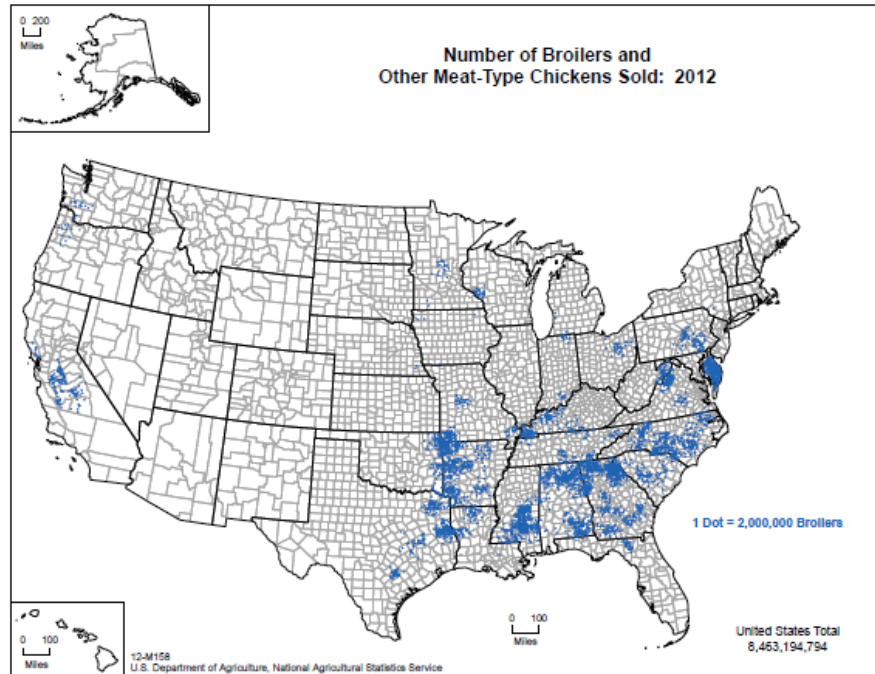 0 200
Miles
Number of Broilers and
Other Meat-Type Chickens Sold: 2012
1 Dot = 2,000,000 Broilers
0 100
Miles
0 100
Miles
United States Total
8,463,194,794
12-M158
U.S. Department of Agriculture, National Agricultural Statistics Service